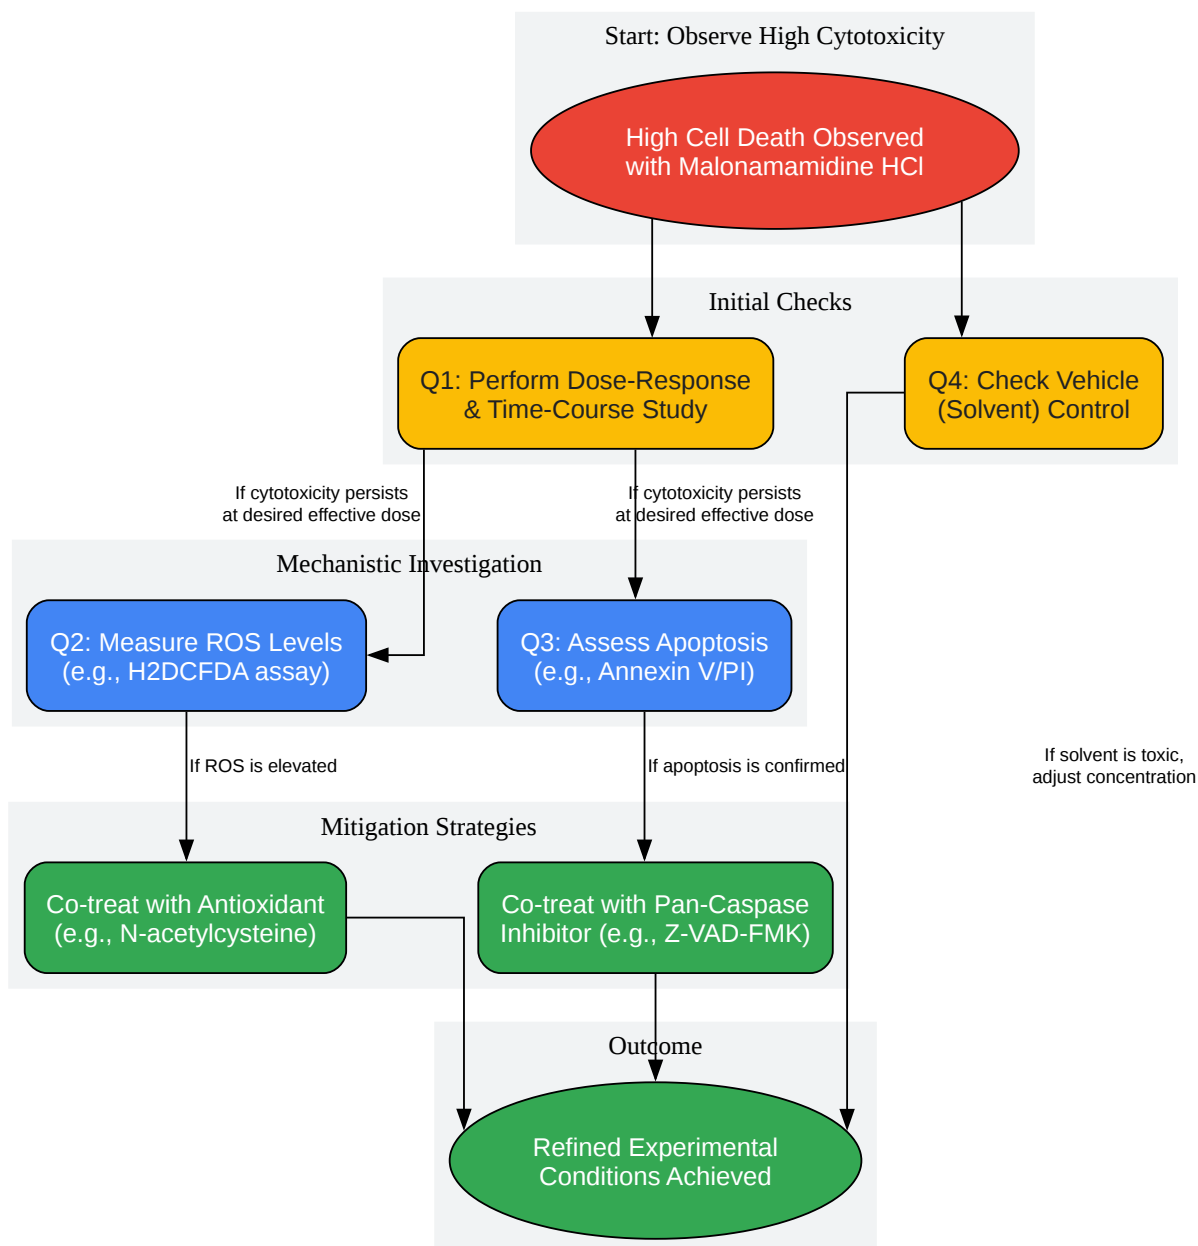 Start: Observe High Cytotoxicity
High Cell Death Observed
with Malonamamidine HCl
Initial Checks
Q1: Perform Dose-Response
& Time-Course Study
Q4: Check Vehicle
(Solvent) Control
If cytotoxicity persists
at desired effective dose
If cytotoxicity persists
at desired effective dose
Mechanistic Investigation
Q2: Measure ROS Levels
(e.g., H2DCFDA assay)
Q3: Assess Apoptosis
(e.g., Annexin V/PI)
If ROS is elevated
If apoptosis is confirmed
If solvent is toxic,
adjust concentration
Mitigation Strategies
Co-treat with Antioxidant
(e.g., N-acetylcysteine)
Co-treat with Pan-Caspase
Inhibitor (e.g., Z-VAD-FMK)
Outcome
Refined Experimental
Conditions Achieved